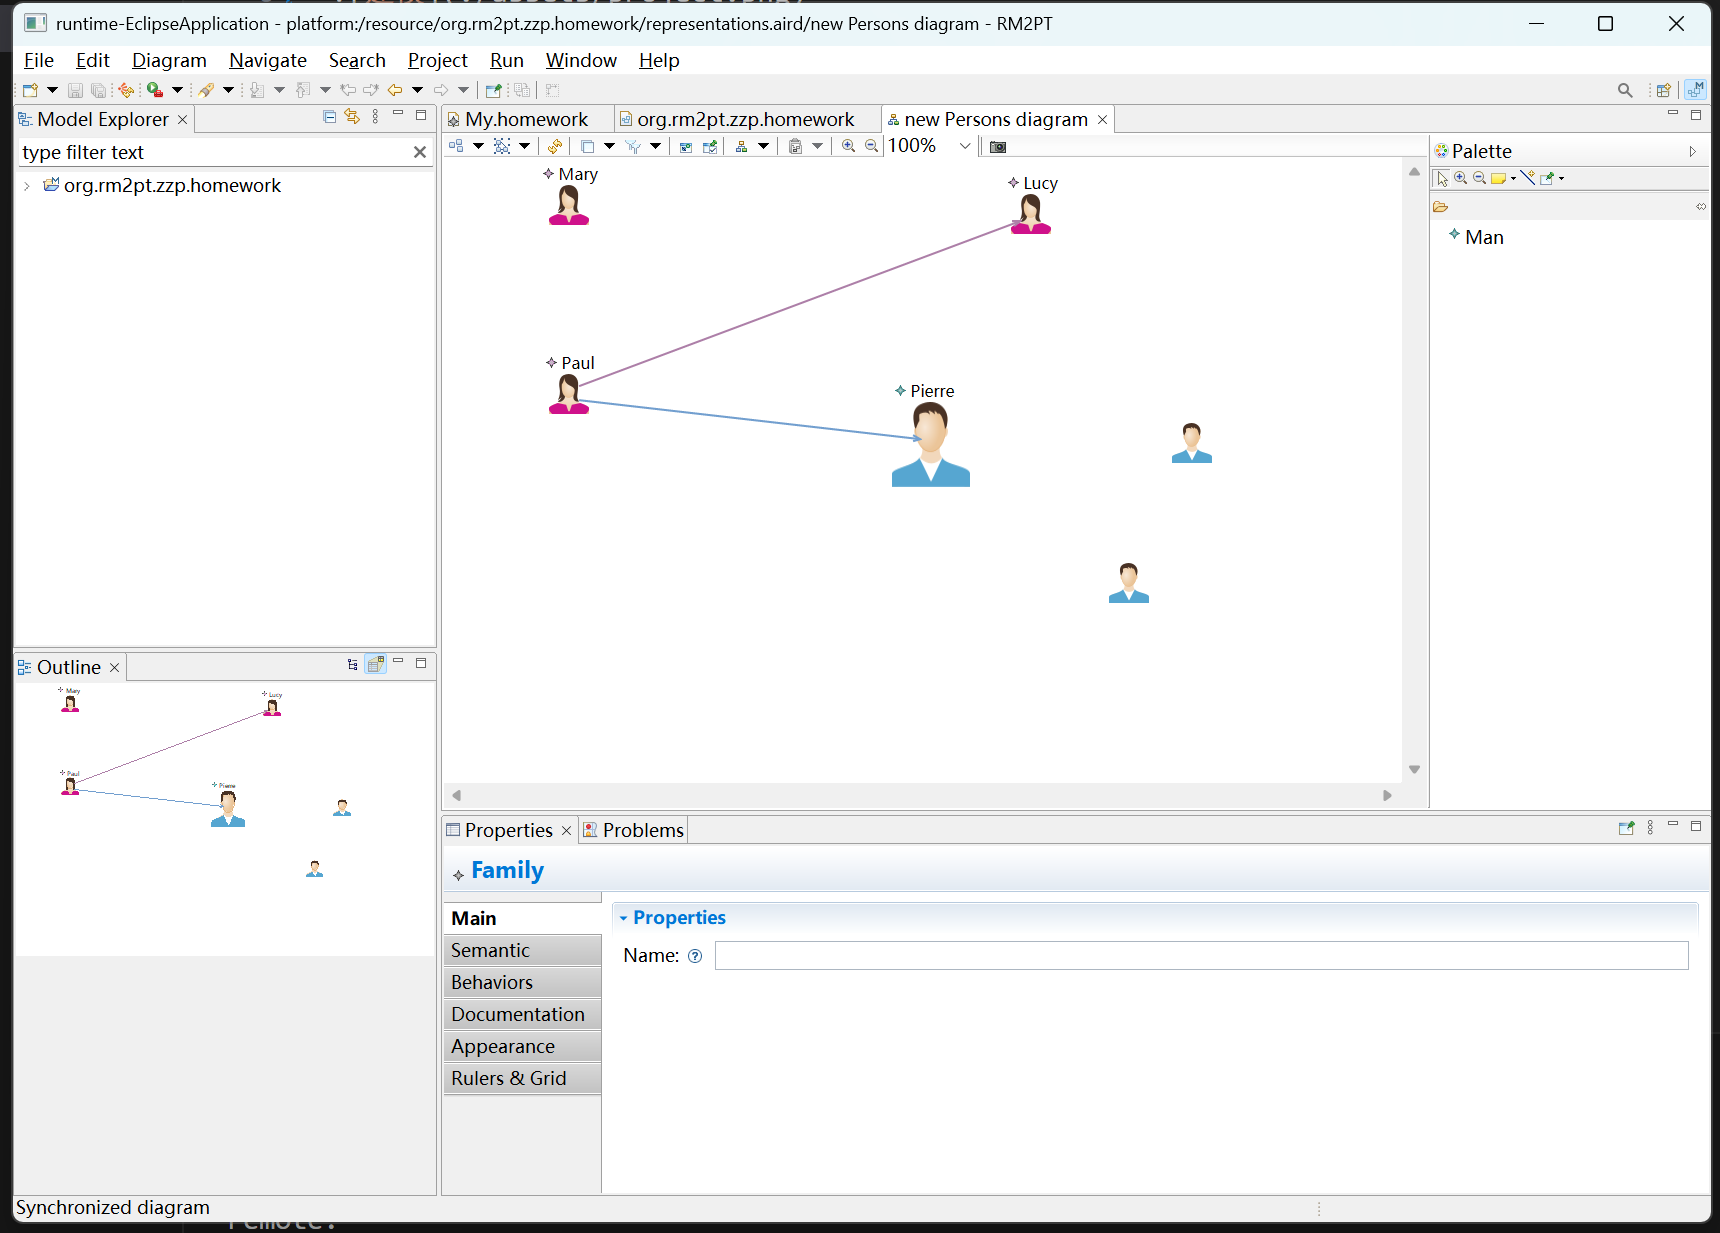 runtime-EclipseApplication - platform:/resource/org.rm2pt.zzp.homework/representations.aird/new Persons diagram - RM2PT
File Edit Diagram Navigate Search Project Run Window Help
Model Explorer
type filter text
org.rm2pt.zzp.homework
My.homework
org.rm2pt.zzp.homework
new Persons diagram
100%
Mary
Lucy
Paul
Pierre
Palette
Man
Outline
Mary
Lucy
Paul
Pierre
Properties
Problems
Family
Main
Semantic
Behaviors
Documentation
Appearance
Rulers & Grid
Properties
Name:
Synchronized diagram